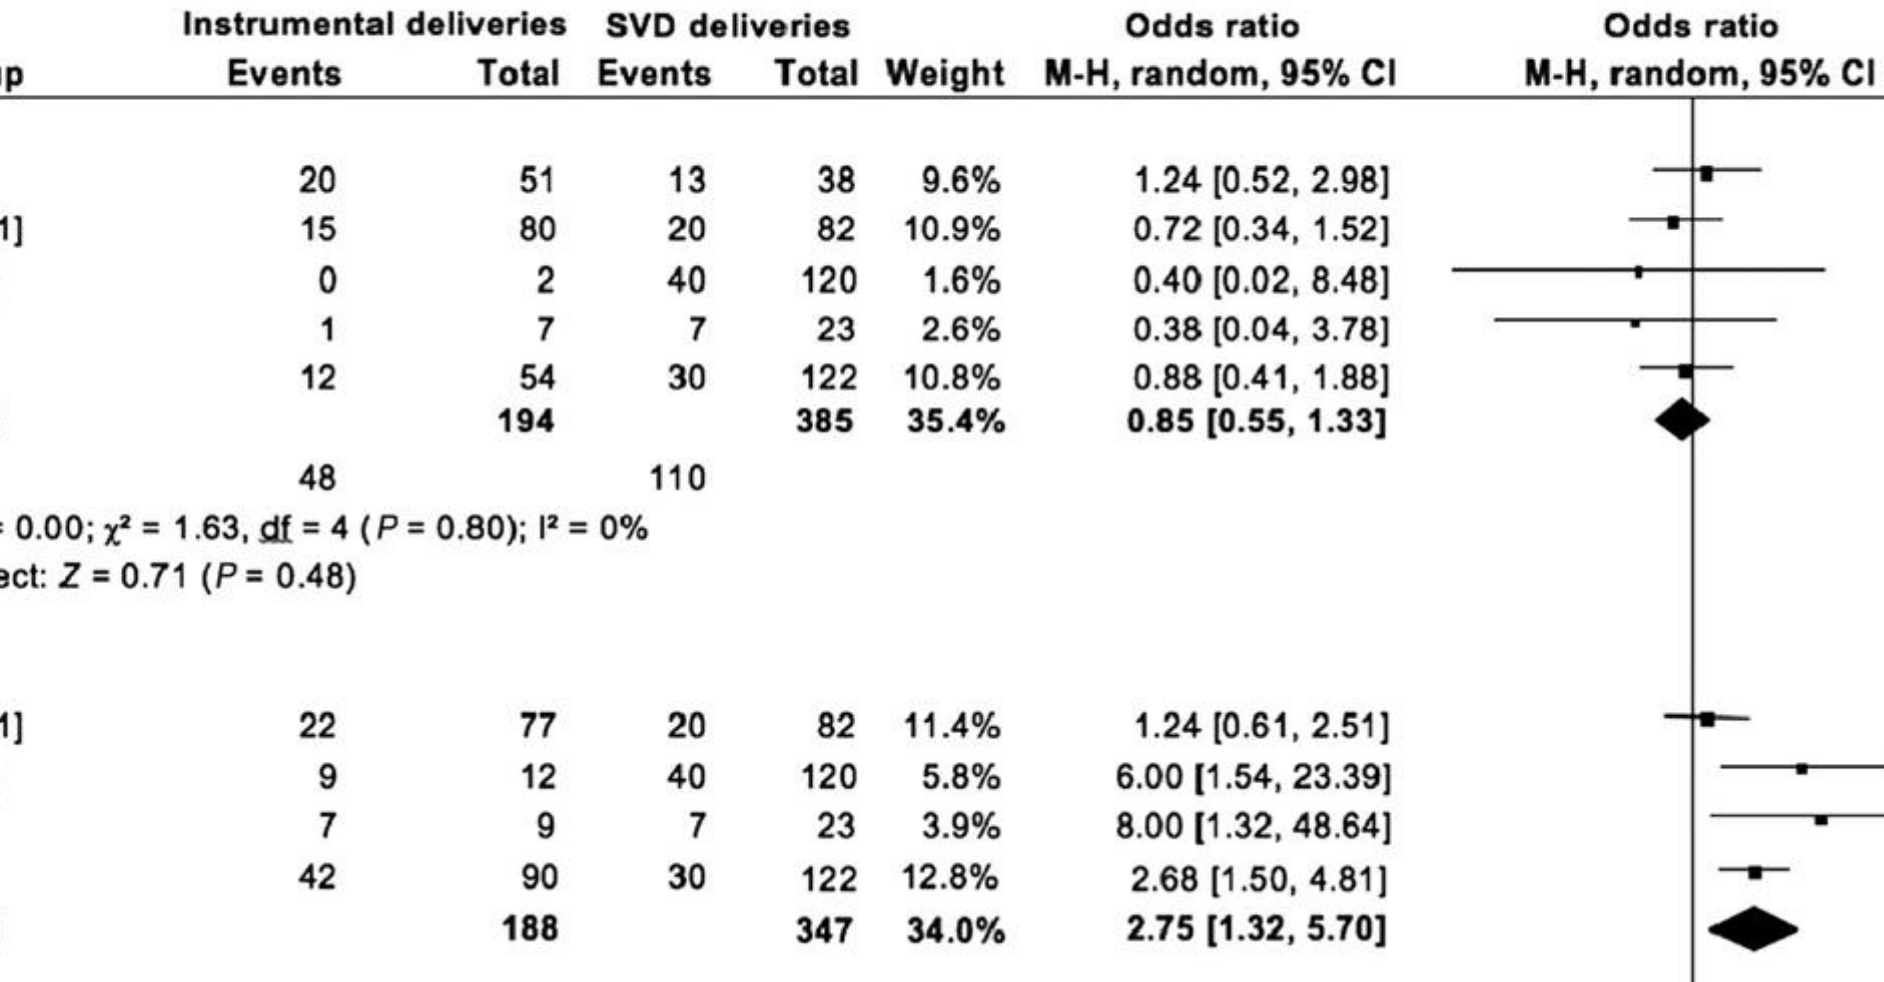 Instrumental deliveries SVD deliveries Odds ratio Odds ratio
up Events Total Events Total Weight M-H, random, 95% CI M-H, random, 95% CI
20 51 13 38 9.6% 1.24 [0.52, 2.98]
1] 15 80 20 82 10.9% 0.72 [0.34, 1.52]
0 2 40 120 1.6% 0.40 [0.02, 8.48]
1 7 7 23 2.6% 0.38 [0.04, 3.78]
12 54 30 122 10.8% 0.88 [0.41, 1.88]
194 385 35.4% 0.85 [0.55, 1.33]
48 110
= 0.00; χ² = 1.63, df = 4 (P = 0.80); I² = 0%
ect: Z = 0.71 (P = 0.48)
1] 22 77 20 82 11.4% 1.24 [0.61, 2.51]
9 12 40 120 5.8% 6.00 [1.54, 23.39]
7 9 7 23 3.9% 8.00 [1.32, 48.64]
42 90 30 122 12.8% 2.68 [1.50, 4.81]
188 347 34.0% 2.75 [1.32, 5.70]